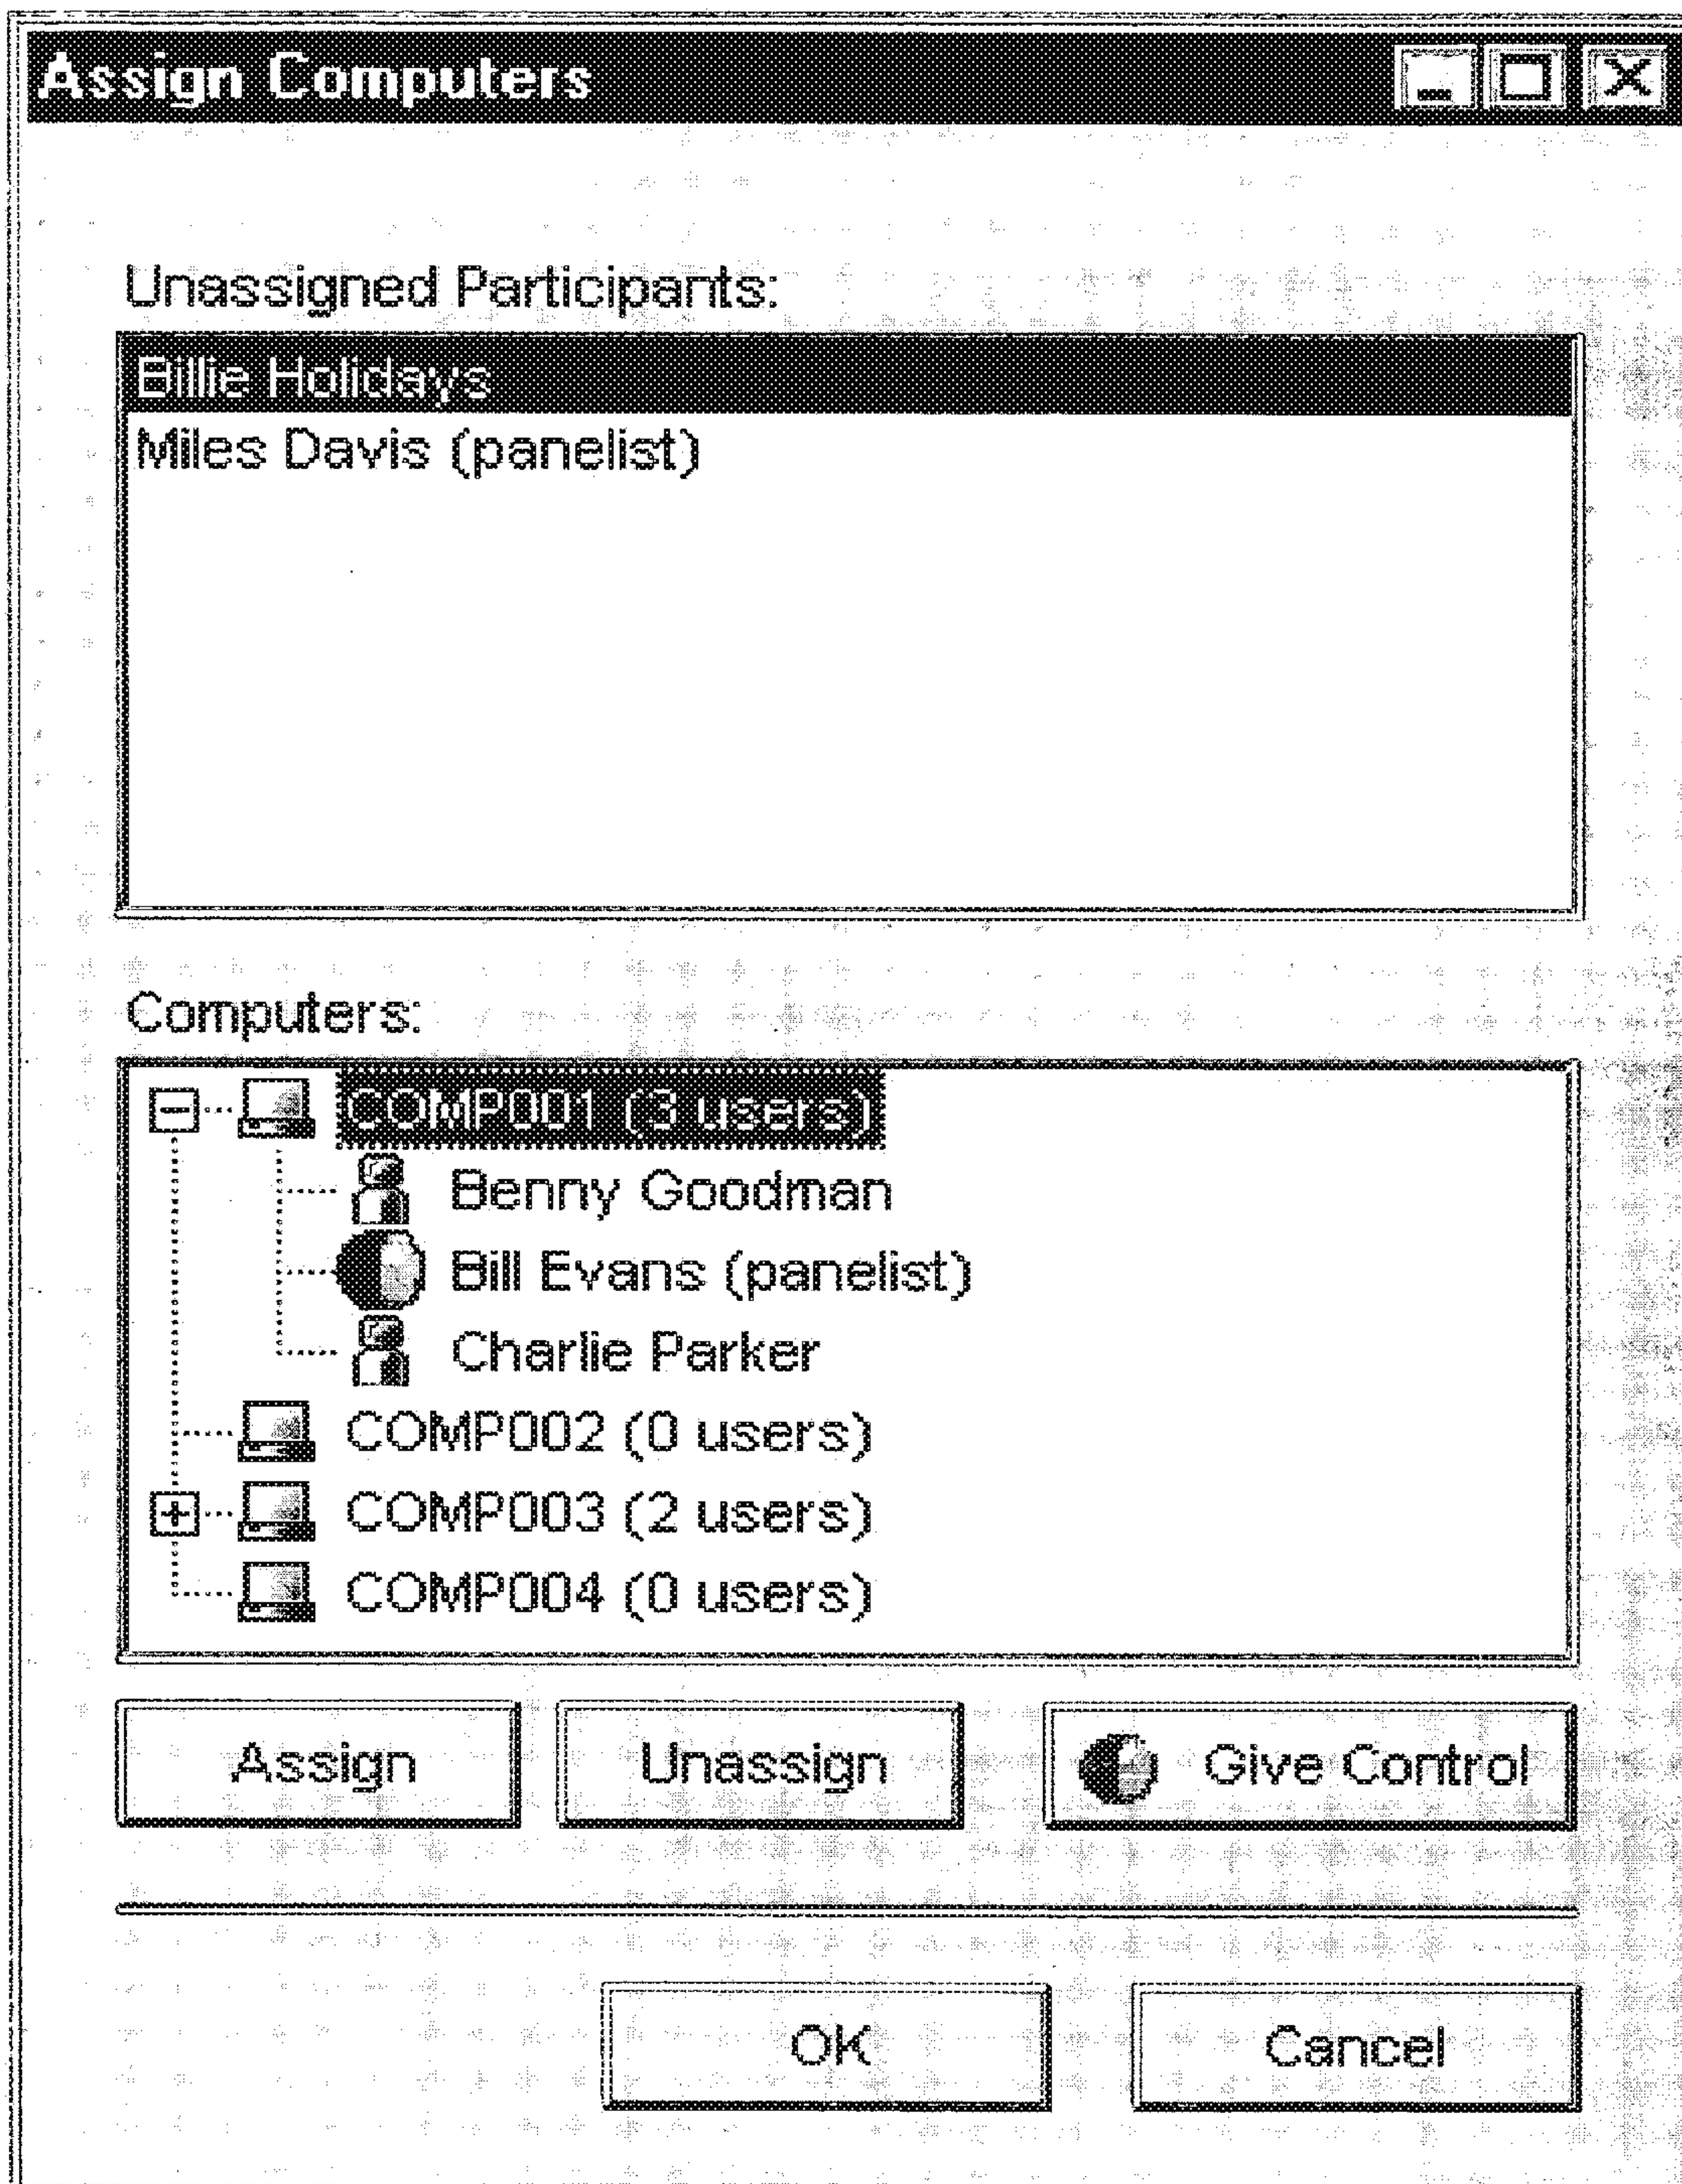 Assign Computers
Unassigned Participants:
Billie Holidays
Miles Davis (panelist)
Computers:
COMP001 (3 users)
Benny Goodman
Bill Evans (panelist)
Charlie Parker
COMP002 (0 users)
COMP003 (2 users)
COMP004 (0 users)
Assign Unassign Give Control
OK Cancel